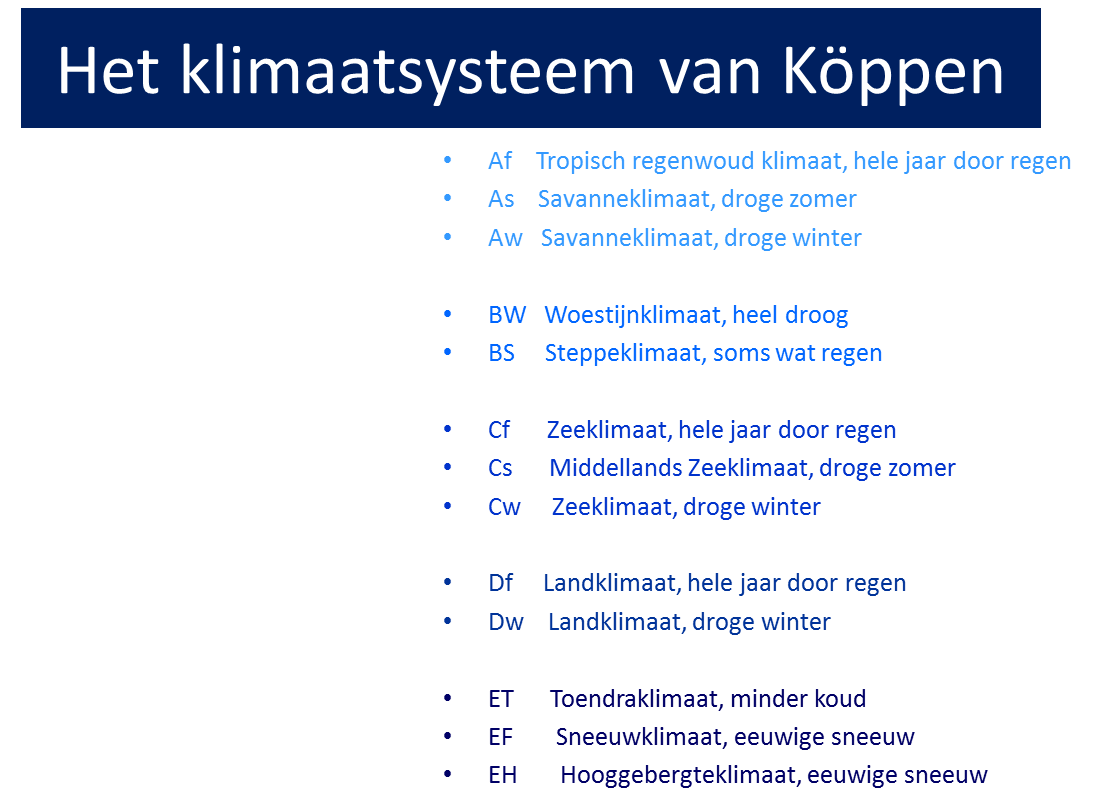 Het klimaatsysteem van Köppen
• Af Tropisch regenwoud klimaat, hele jaar door regen
• As Savanneklimaat, droge zomer
• Aw Savanneklimaat, droge winter
• BW Woestijnklimaat, heel droog
• BS Steppeklimaat, soms wat regen
• Cf Zeeklimaat, hele jaar door regen
• Cs Middellands Zeeklimaat, droge zomer
• Cw Zeeklimaat, droge winter
• Df Landklimaat, hele jaar door regen
• Dw Landklimaat, droge winter
• ET Toendraklimaat, minder koud
• EF Sneeuwklimaat, eeuwige sneeuw
• EH Hooggebergteklimaat, eeuwige sneeuw